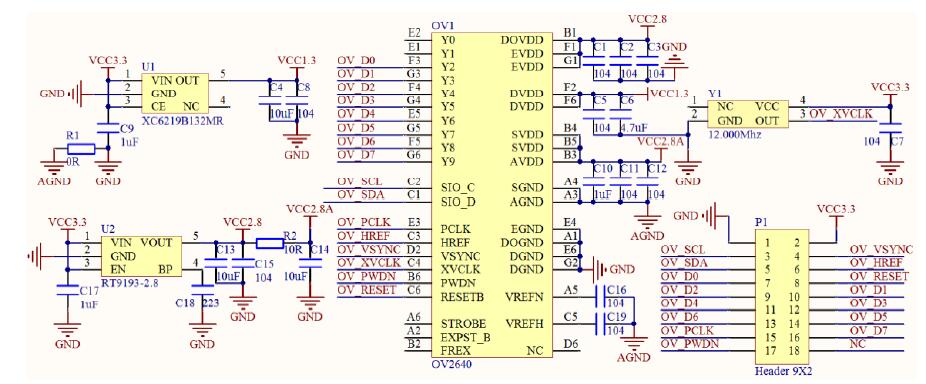 OV1
VCC2.8
E2 Y0 DOVDD B1
E1 Y1 EVDD F1
OV_D0 F3 Y2 EVDD G1
OV_D1 G3 Y3
OV_D2 F4 Y4 DVDD F2
OV_D3 G4 Y5 DVDD F6
OV_D4 E5 Y6
OV_D5 G5 Y7 SVDD B4
OV_D6 F5 Y8 SVDD B5
OV_D7 G6 Y9 AVDD B3
OV_SCL C2 SIO_C SGND A4
OV_SDA C1 SIO_D AGND A3
OV_PCLK E3 PCLK EGND E4
OV_HREF C3 HREF DOGND A1
OV_VSYNC D2 VSYNC DGND E6
OV_XVCLK C4 XVCLK DGND G2
OV_PWDN B6 PWDN
OV_RESET C6 RESETB VREFN A5
A6 STROBE VREFH C5
A2 EXPST_B
B2 FREX NC D6
OV2640
VCC3.3
U1
VCC1.3
1 VIN OUT 5
GND 2 GND
3 CE NC 4
XC6219B132MR
C4 C8
10uF 104
GND
C9
1uF
R1
0R
AGND GND
VCC3.3
U2
VCC2.8
VCC2.8A
1 VIN VOUT 5
2 GND
3 EN BP 4
RT9193-2.8
R2
10R
C13 C15 C14
10uF 104 10uF
C17
1uF
C18 223
GND GND GND GND
C1 C2 C3 GND
104 104 104
C5 C6 VCC1.3
104 4.7uF
VCC2.8A
C10 C11 C12
1uF 104 104
AGND
GND
C16
104
C19
104
AGND
Y1
1 NC VCC 4
2 GND OUT 3 OV_XVCLK
12.000Mhz
104 C7
GND GND
VCC3.3
GND P1
1 2
OV_SCL 3 4 OV_VSYNC
OV_SDA 5 6 OV_HREF
OV_D0 7 8 OV_RESET
OV_D2 9 10 OV_D1
OV_D4 11 12 OV_D3
OV_D6 13 14 OV_D5
OV_PCLK 15 16 OV_D7
OV_PWDN 17 18 NC
Header 9X2